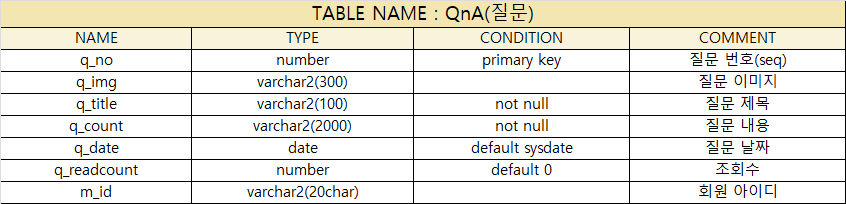 TABLE NAME : QnA(질문)
NAME TYPE CONDITION COMMENT
q_no number primary key 질문 번호(seq)
q_img varchar2(300) 질문 이미지
q_title varchar2(100) not null 질문 제목
q_count varchar2(2000) not null 질문 내용
q_date date default sysdate 질문 날짜
q_readcount number default 0 조회수
m_id varchar2(20char) 회원 아이디